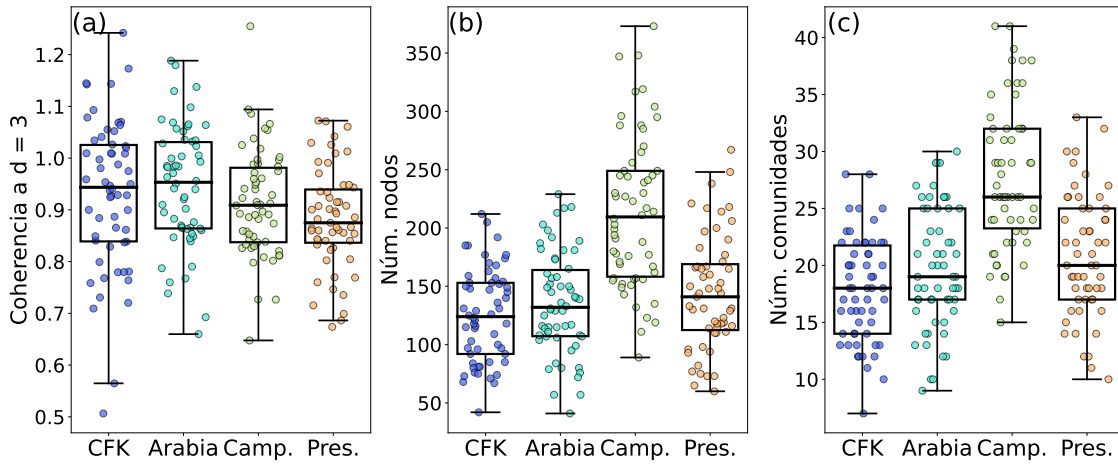 (a)
Coherencia a d = 3
1.2
1.1
1.0
0.9
0.8
0.7
0.6
0.5
CFK Arabia Camp. Pres.
(b)
Núm. nodos
350
300
250
200
150
100
50
CFK Arabia Camp. Pres.
(c)
Núm. comunidades
40
35
30
25
20
15
10
CFK Arabia Camp. Pres.